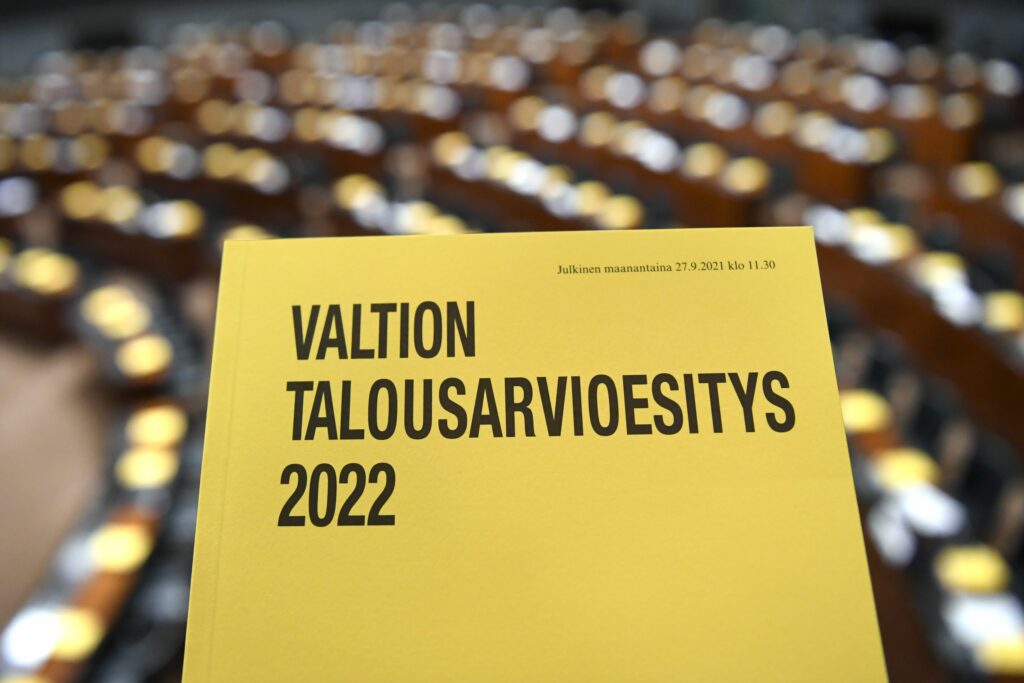 Julkinen maanantaina 27.9.2021 klo 11.30
VALTION
TALOUSARVIOESITYS
2022